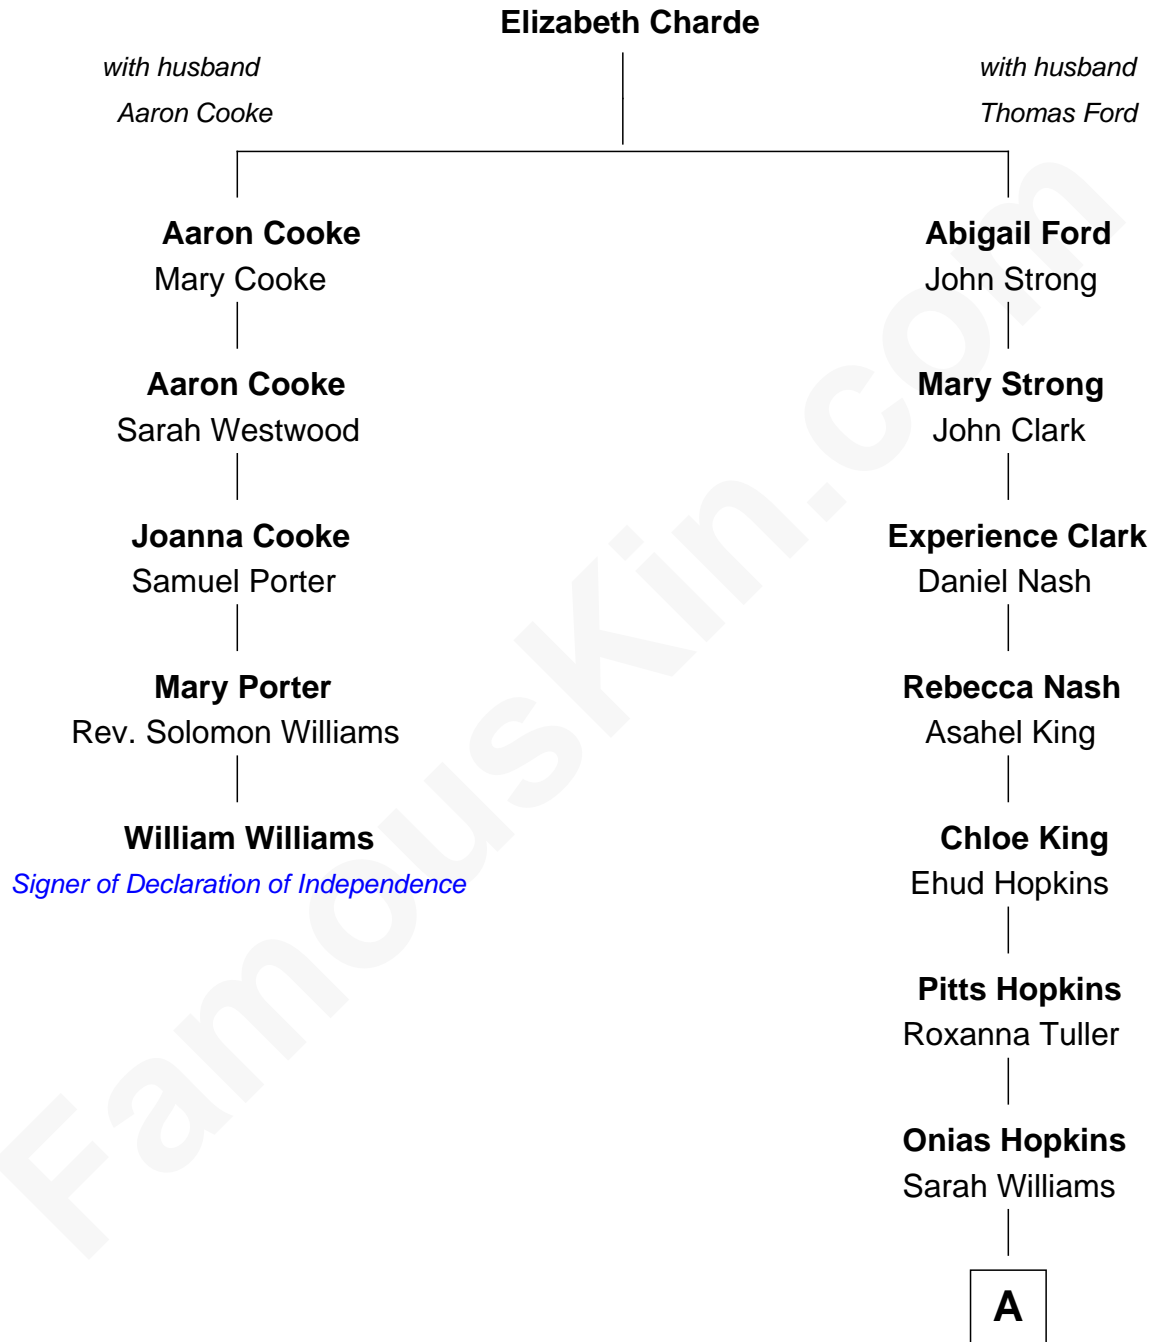 Elizabeth Charde
with husband
Aaron Cooke
with husband
Thomas Ford
Aaron Cooke
Mary Cooke
Aaron Cooke
Sarah Westwood
Joanna Cooke
Samuel Porter
Mary Porter
Rev. Solomon Williams
William Williams
Signer of Declaration of Independence
Abigail Ford
John Strong
Mary Strong
John Clark
Experience Clark
Daniel Nash
Rebecca Nash
Asahel King
Chloe King
Ehud Hopkins
Pitts Hopkins
Roxanna Tuller
Onias Hopkins
Sarah Williams
A
FamousKin.com